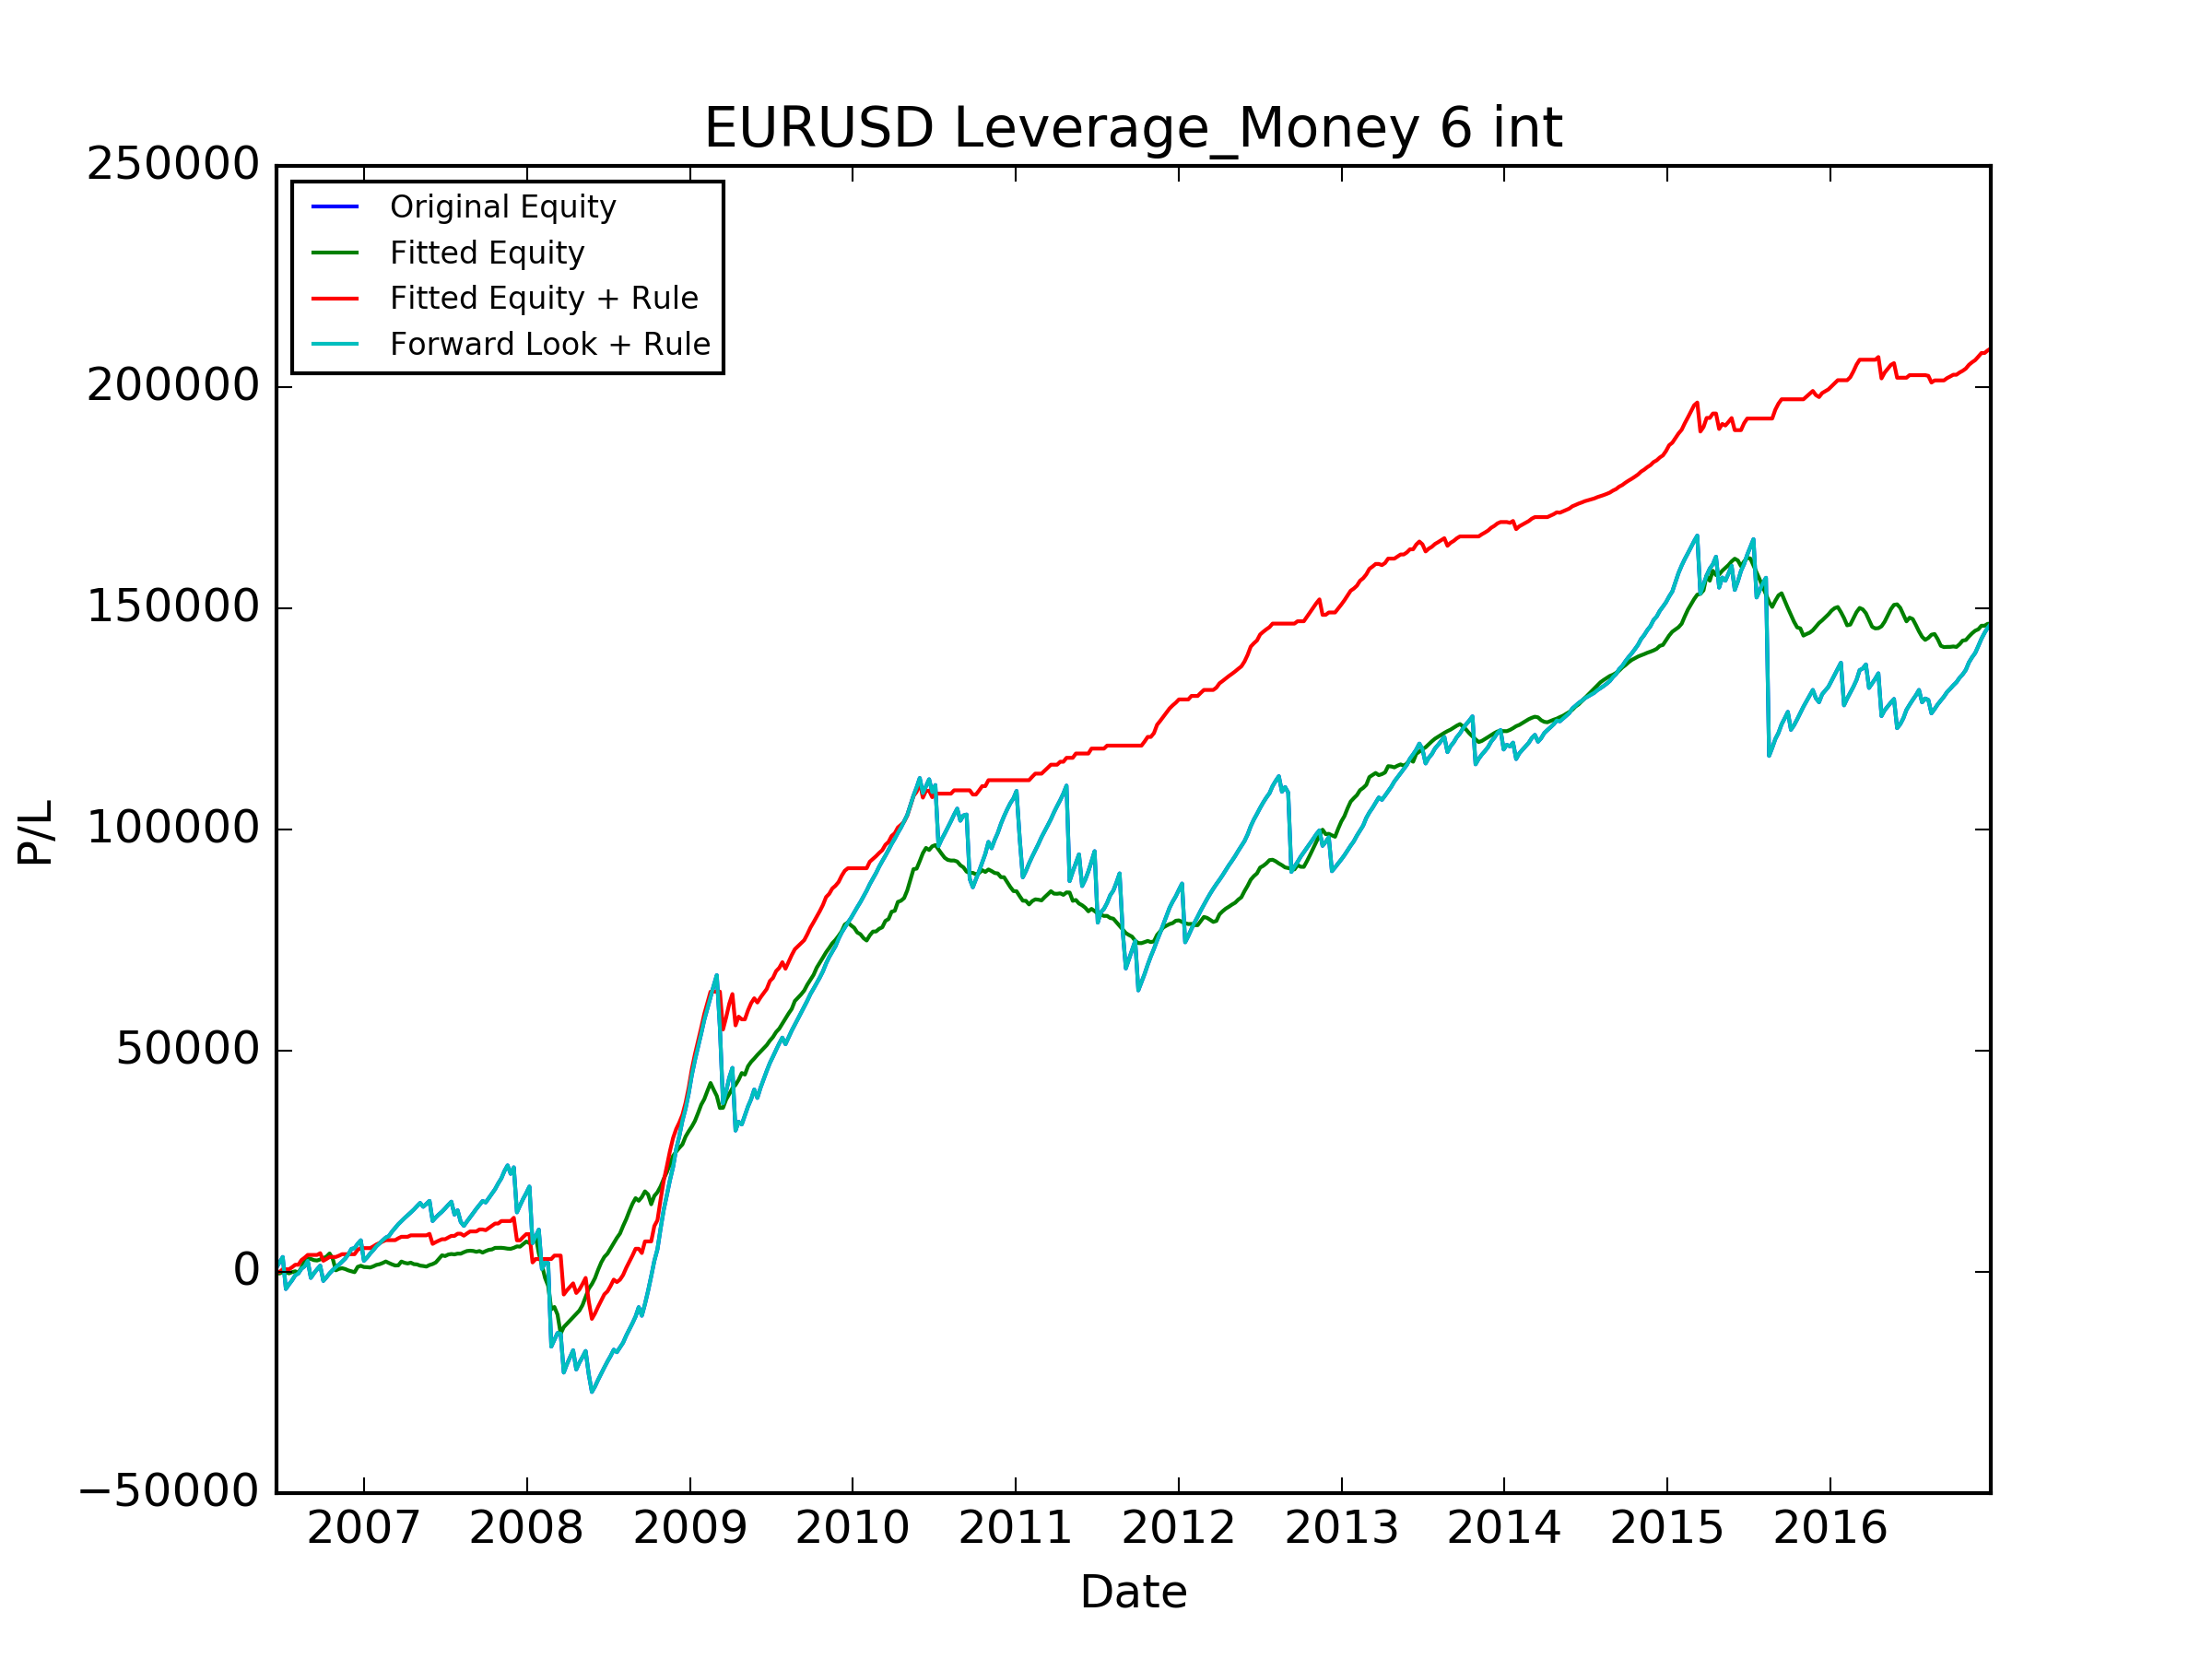 EURUSD Leverage_Money 6 int
250000
200000
150000
100000
50000
0
−50000
P/L
Original Equity
Fitted Equity
Fitted Equity + Rule
Forward Look + Rule
2007 2008 2009 2010 2011 2012 2013 2014 2015 2016
Date